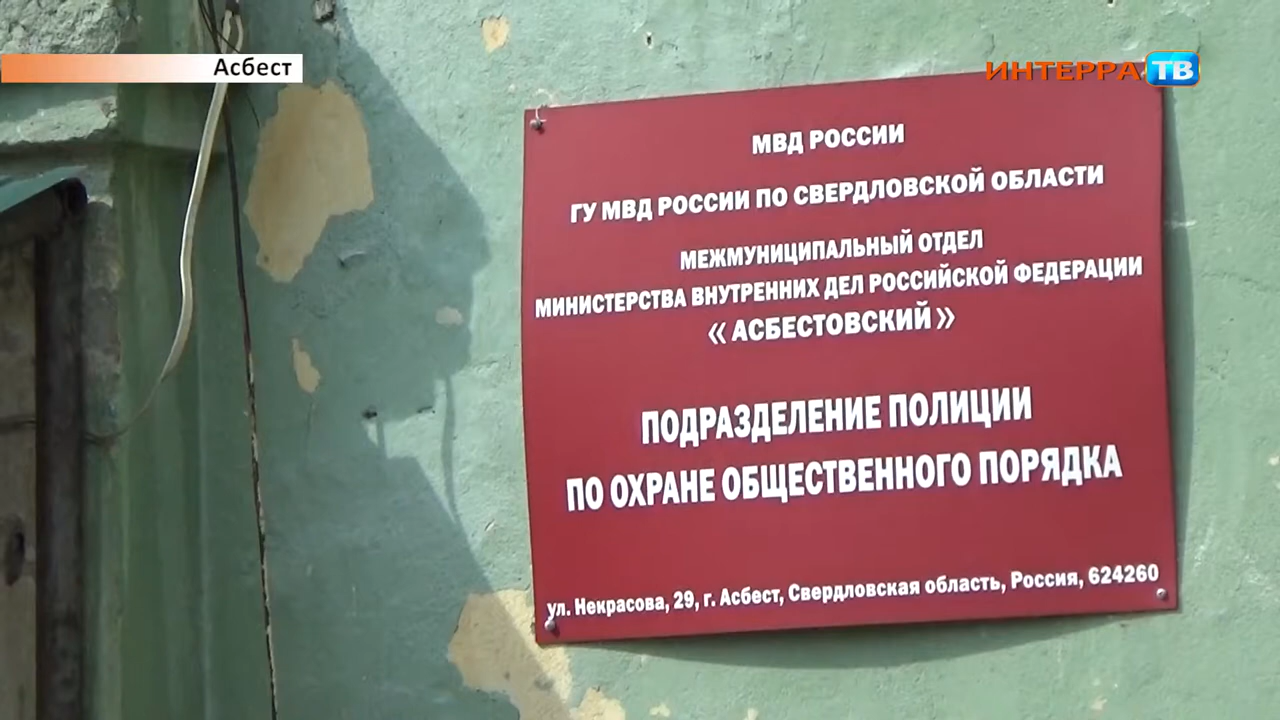 Асбест
ИНТЕРРА ТВ
МВД РОССИИ
ГУ МВД РОССИИ ПО СВЕРДЛОВСКОЙ ОБЛАСТИ
МЕЖМУНИЦИПАЛЬНЫЙ ОТДЕЛ
МИНИСТЕРСТВА ВНУТРЕННИХ ДЕЛ РОССИЙСКОЙ ФЕДЕРАЦИИ
« АСБЕСТОВСКИЙ »
ПОДРАЗДЕЛЕНИЕ ПОЛИЦИИ
ПО ОХРАНЕ ОБЩЕСТВЕННОГО ПОРЯДКА
ул. Некрасова, 29, г. Асбест, Свердловская область, Россия, 624260